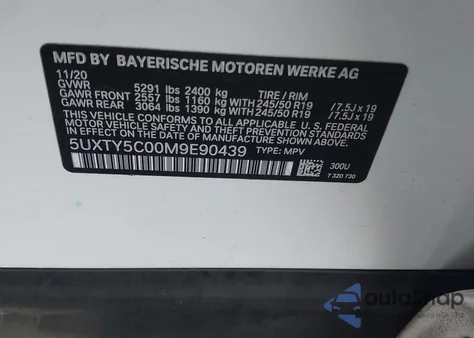 MFD BY BAYERISCHE MOTOREN WERKE AG
11/20
GVWR 5291 lbs 2400 kg TIRE / RIM
GAWR FRONT 2557 lbs 1160 kg WITH 245/50 R19 / 7.5J x 19
GAWR REAR 3064 lbs 1390 kg WITH 245/50 R19 / 7.5J x 19
THIS VEHICLE CONFORMS TO ALL APPLICABLE U.S. FEDERAL
MOTOR VEHICLE SAFETY AND THEFT PREVENTION STANDARDS IN
EFFECT ON THE DATE OF MANUFACTURE SHOWN ABOVE.
5UXTY5C00M9E90439 TYPE: MPV
300U
7 320 730
autoSnap